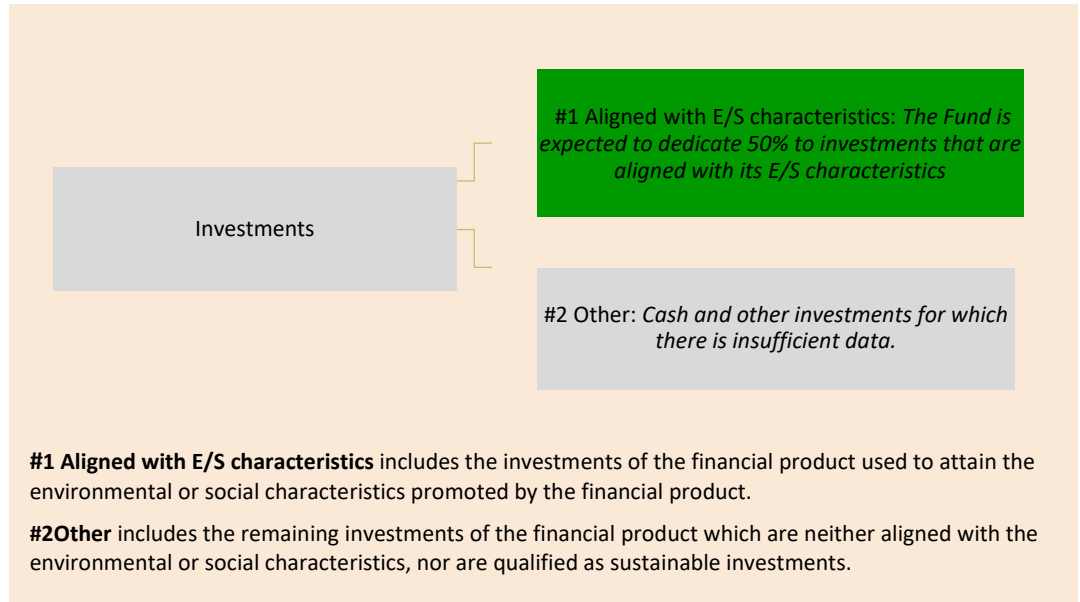 #1 Aligned with E/S characteristics: The Fund is
expected to dedicate 50% to investments that are
aligned with its E/S characteristics
Investments
#2 Other: Cash and other investments for which
there is insufficient data.
#1 Aligned with E/S characteristics includes the investments of the financial product used to attain the
environmental or social characteristics promoted by the financial product.
#2Other includes the remaining investments of the financial product which are neither aligned with the
environmental or social characteristics, nor are qualified as sustainable investments.